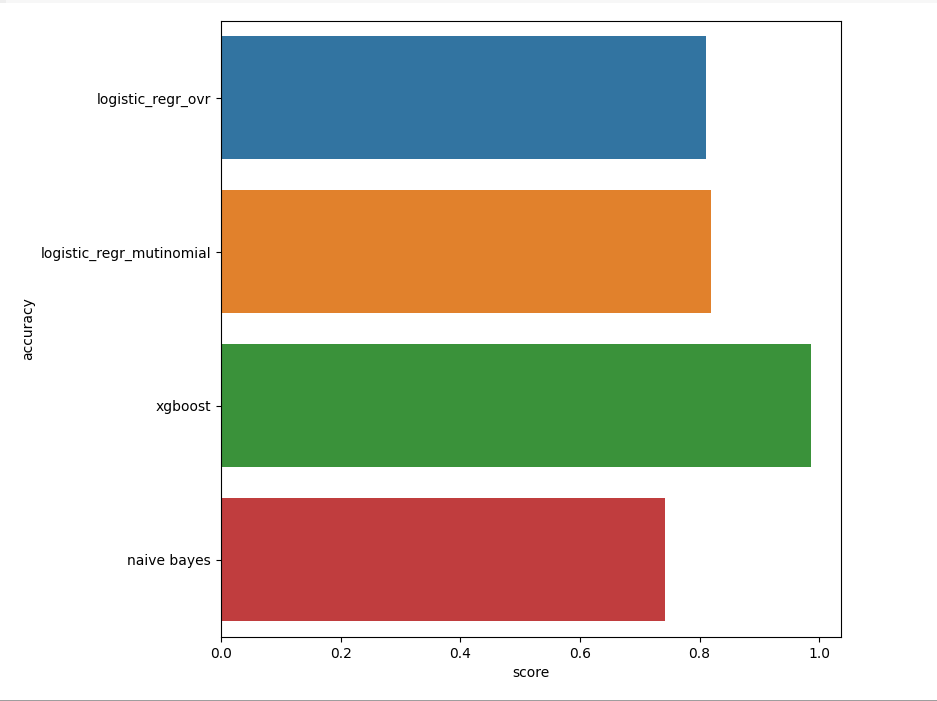 logistic_regr_ovr
logistic_regr_mutinomial
xgboost
naive bayes
accuracy
0.0 0.2 0.4 0.6 0.8 1.0
score